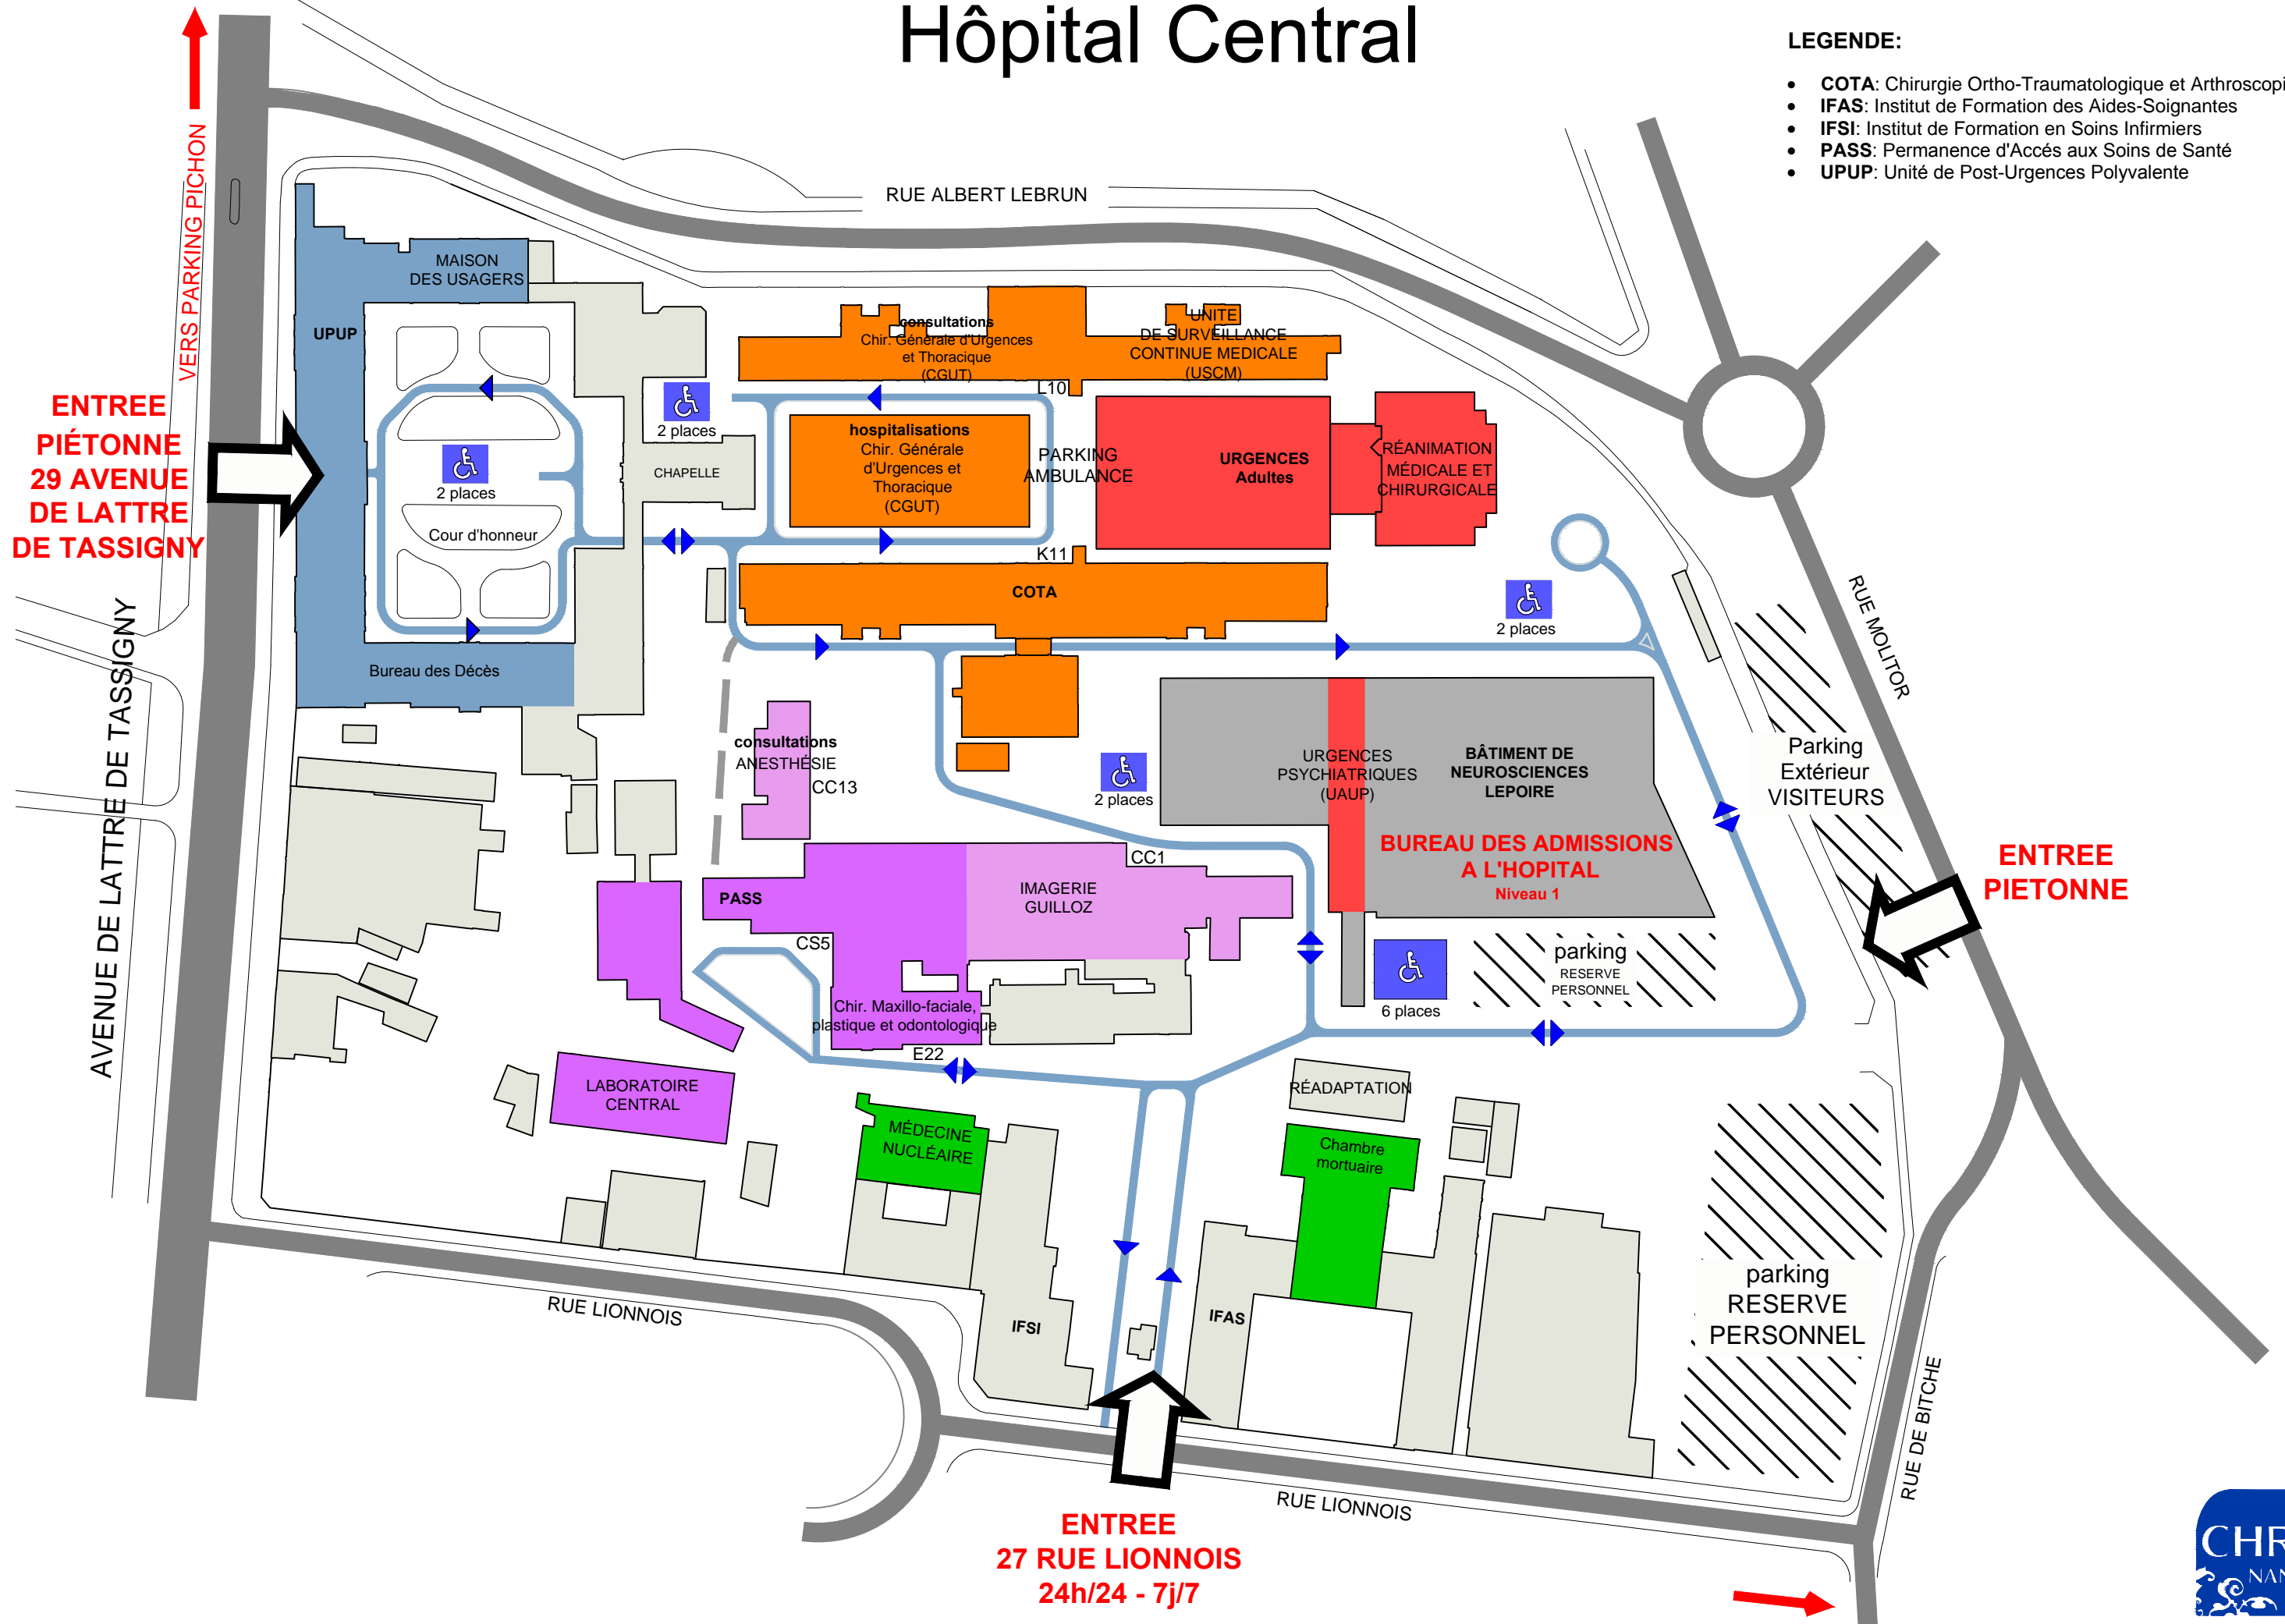 Hôpital Central
LEGENDE:
• COTA: Chirurgie Ortho-Traumatologique et
• IFAS: Institut de Formation des Aides-Soignantes
• IFSI: Institut de Formation en Soins Infirmiers
• PASS: Permanence d'Accés aux Soins de Santé
• UPUP: Unité de Post-Urgences Polyvalente
VERS PARKING PICHON
RUE ALBERT LEBRUN
MAISON
DES USAGERS
UPUP
consultations
Chir. Générale d'Urgences
et Thoracique
(CGUT)
UNITE
DE SURVEILLANCE
CONTINUE MEDICALE
(USCM)
L10
2 places
ENTREE
PIÉTONNE
29 AVENUE
DE LATTRE
DE TASSIGNY
2 places
Cour d'honneur
CHAPELLE
hospitalisations
Chir. Générale
d'Urgences et
Thoracique
(CGUT)
PARKING
AMBULANCE
URGENCES
Adultes
RÉANIMATION
MÉDICALE ET
CHIRURGICALE
K11
COTA
2 places
RUE MOLITOR
Bureau des Décès
AVENUE DE LATTRE DE TASSIGNY
consultations
ANESTHÉSIE
CC13
2 places
URGENCES
PSYCHIATRIQUES
(UAUP)
BÂTIMENT DE
NEUROSCIENCES
LEPOIRE
BUREAU DES ADMISSIONS
A L'HOPITAL
Niveau 1
Parking
Extérieur
VISITEURS
ENTREE
PIETONNE
CC1
PASS
IMAGERIE
GUILLOZ
CS5
parking
RESERVE
PERSONNEL
6 places
Chir. Maxillo-faciale,
plastique et odontologique
E22
LABORATOIRE
CENTRAL
RÉADAPTATION
MÉDECINE
NUCLÉAIRE
Chambre
mortuaire
parking
RESERVE
PERSONNEL
RUE LIONNOIS
IFSI
IFAS
RUE DE BITCHE
RUE LIONNOIS
ENTREE
27 RUE LIONNOIS
24h/24 - 7j/7